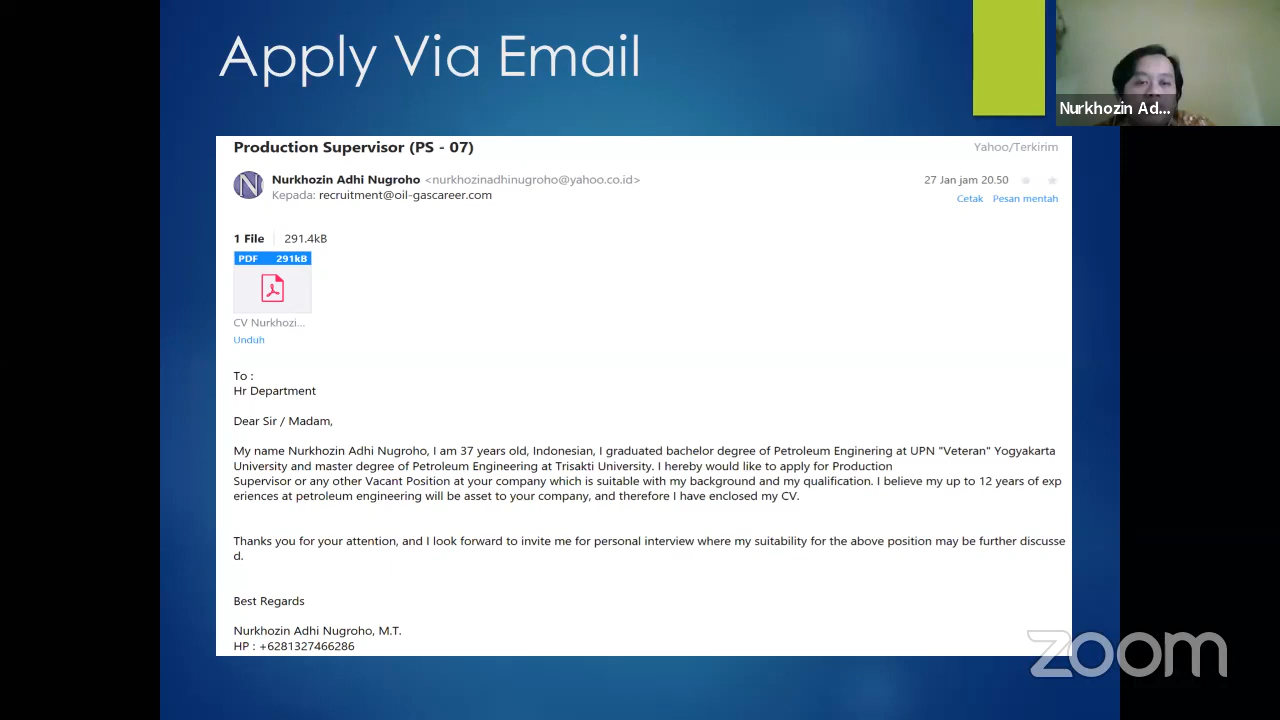 Apply Via Email
Nurkhozin Ad...
Production Supervisor (PS - 07)
Yahoo/Terkirim
N
Nurkhozin Adhi Nugroho <nurkhozinadhinugroho@yahoo.co.id>
27 Jan jam 20.50
Kepada: recruitment@oil-gascareer.com
Cetak Pesan mentah
1 File 291.4kB
PDF 291kB
CV Nurkhozi...
Unduh
To :
Hr Department
Dear Sir / Madam,
My name Nurkhozin Adhi Nugroho, I am 37 years old, Indonesian, I graduated bachelor degree of Petroleum Enginering at UPN "Veteran" Yogyakarta
University and master degree of Petroleum Engineering at Trisakti University. I hereby would like to apply for Production
Supervisor or any other Vacant Position at your company which is suitable with my background and my qualification. I believe my up to 12 years of exp
eriences at petroleum engineering will be asset to your company, and therefore I have enclosed my CV.
Thanks you for your attention, and I look forward to invite me for personal interview where my suitability for the above position may be further discusse
d.
Best Regards
Nurkhozin Adhi Nugroho, M.T.
HP : +6281327466286
zoom